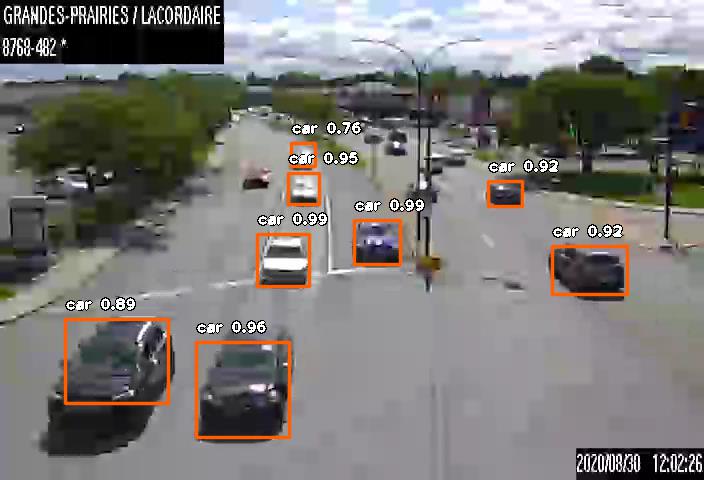 GRANDES-PRAIRIES / LACORDAIRE
8768-482 *
car 0.76
car 0.95
car 0.92
car 0.99
car 0.99
car 0.92
car 0.89
car 0.96
2020/08/30 12:02:26